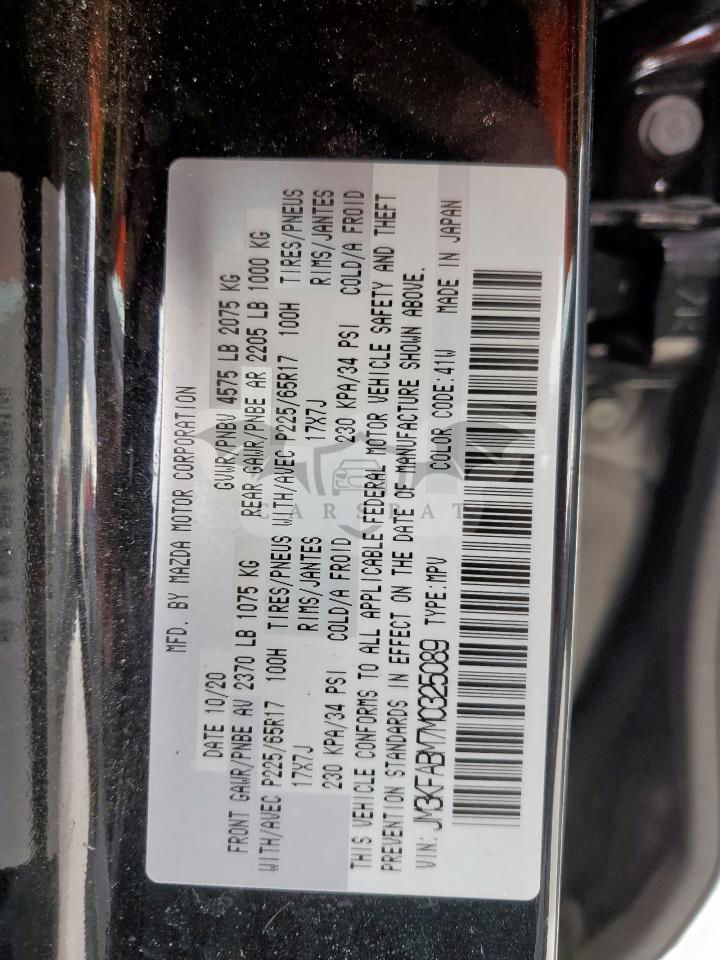 MFD. BY MAZDA MOTOR CORPORATION
DATE 10/20 GVWR/PNBV 4575 LB 2075 KG
FRONT GAWR/PNBE AV 2370 LB 1075 KG REAR GAWR/PNBE AR 2205 LB 1000 KG
WITH/AVEC P225/65R17 100H TIRES/PNEUS WITH/AVEC P225/65R17 100H TIRES/PNEUS
17X7J RIMS/JANTES 17X7J RIMS/JANTES
230 KPA/34 PSI COLD/A FROID 230 KPA/34 PSI COLD/A FROID
THIS VEHICLE CONFORMS TO ALL APPLICABLE FEDERAL MOTOR VEHICLE SAFETY AND THEFT
PREVENTION STANDARDS IN EFFECT ON THE DATE OF MANUFACTURE SHOWN ABOVE.
VIN: JM3KFABM7M0325089 TYPE:MPV COLOR CODE:41W MADE IN JAPAN
CARSBAT